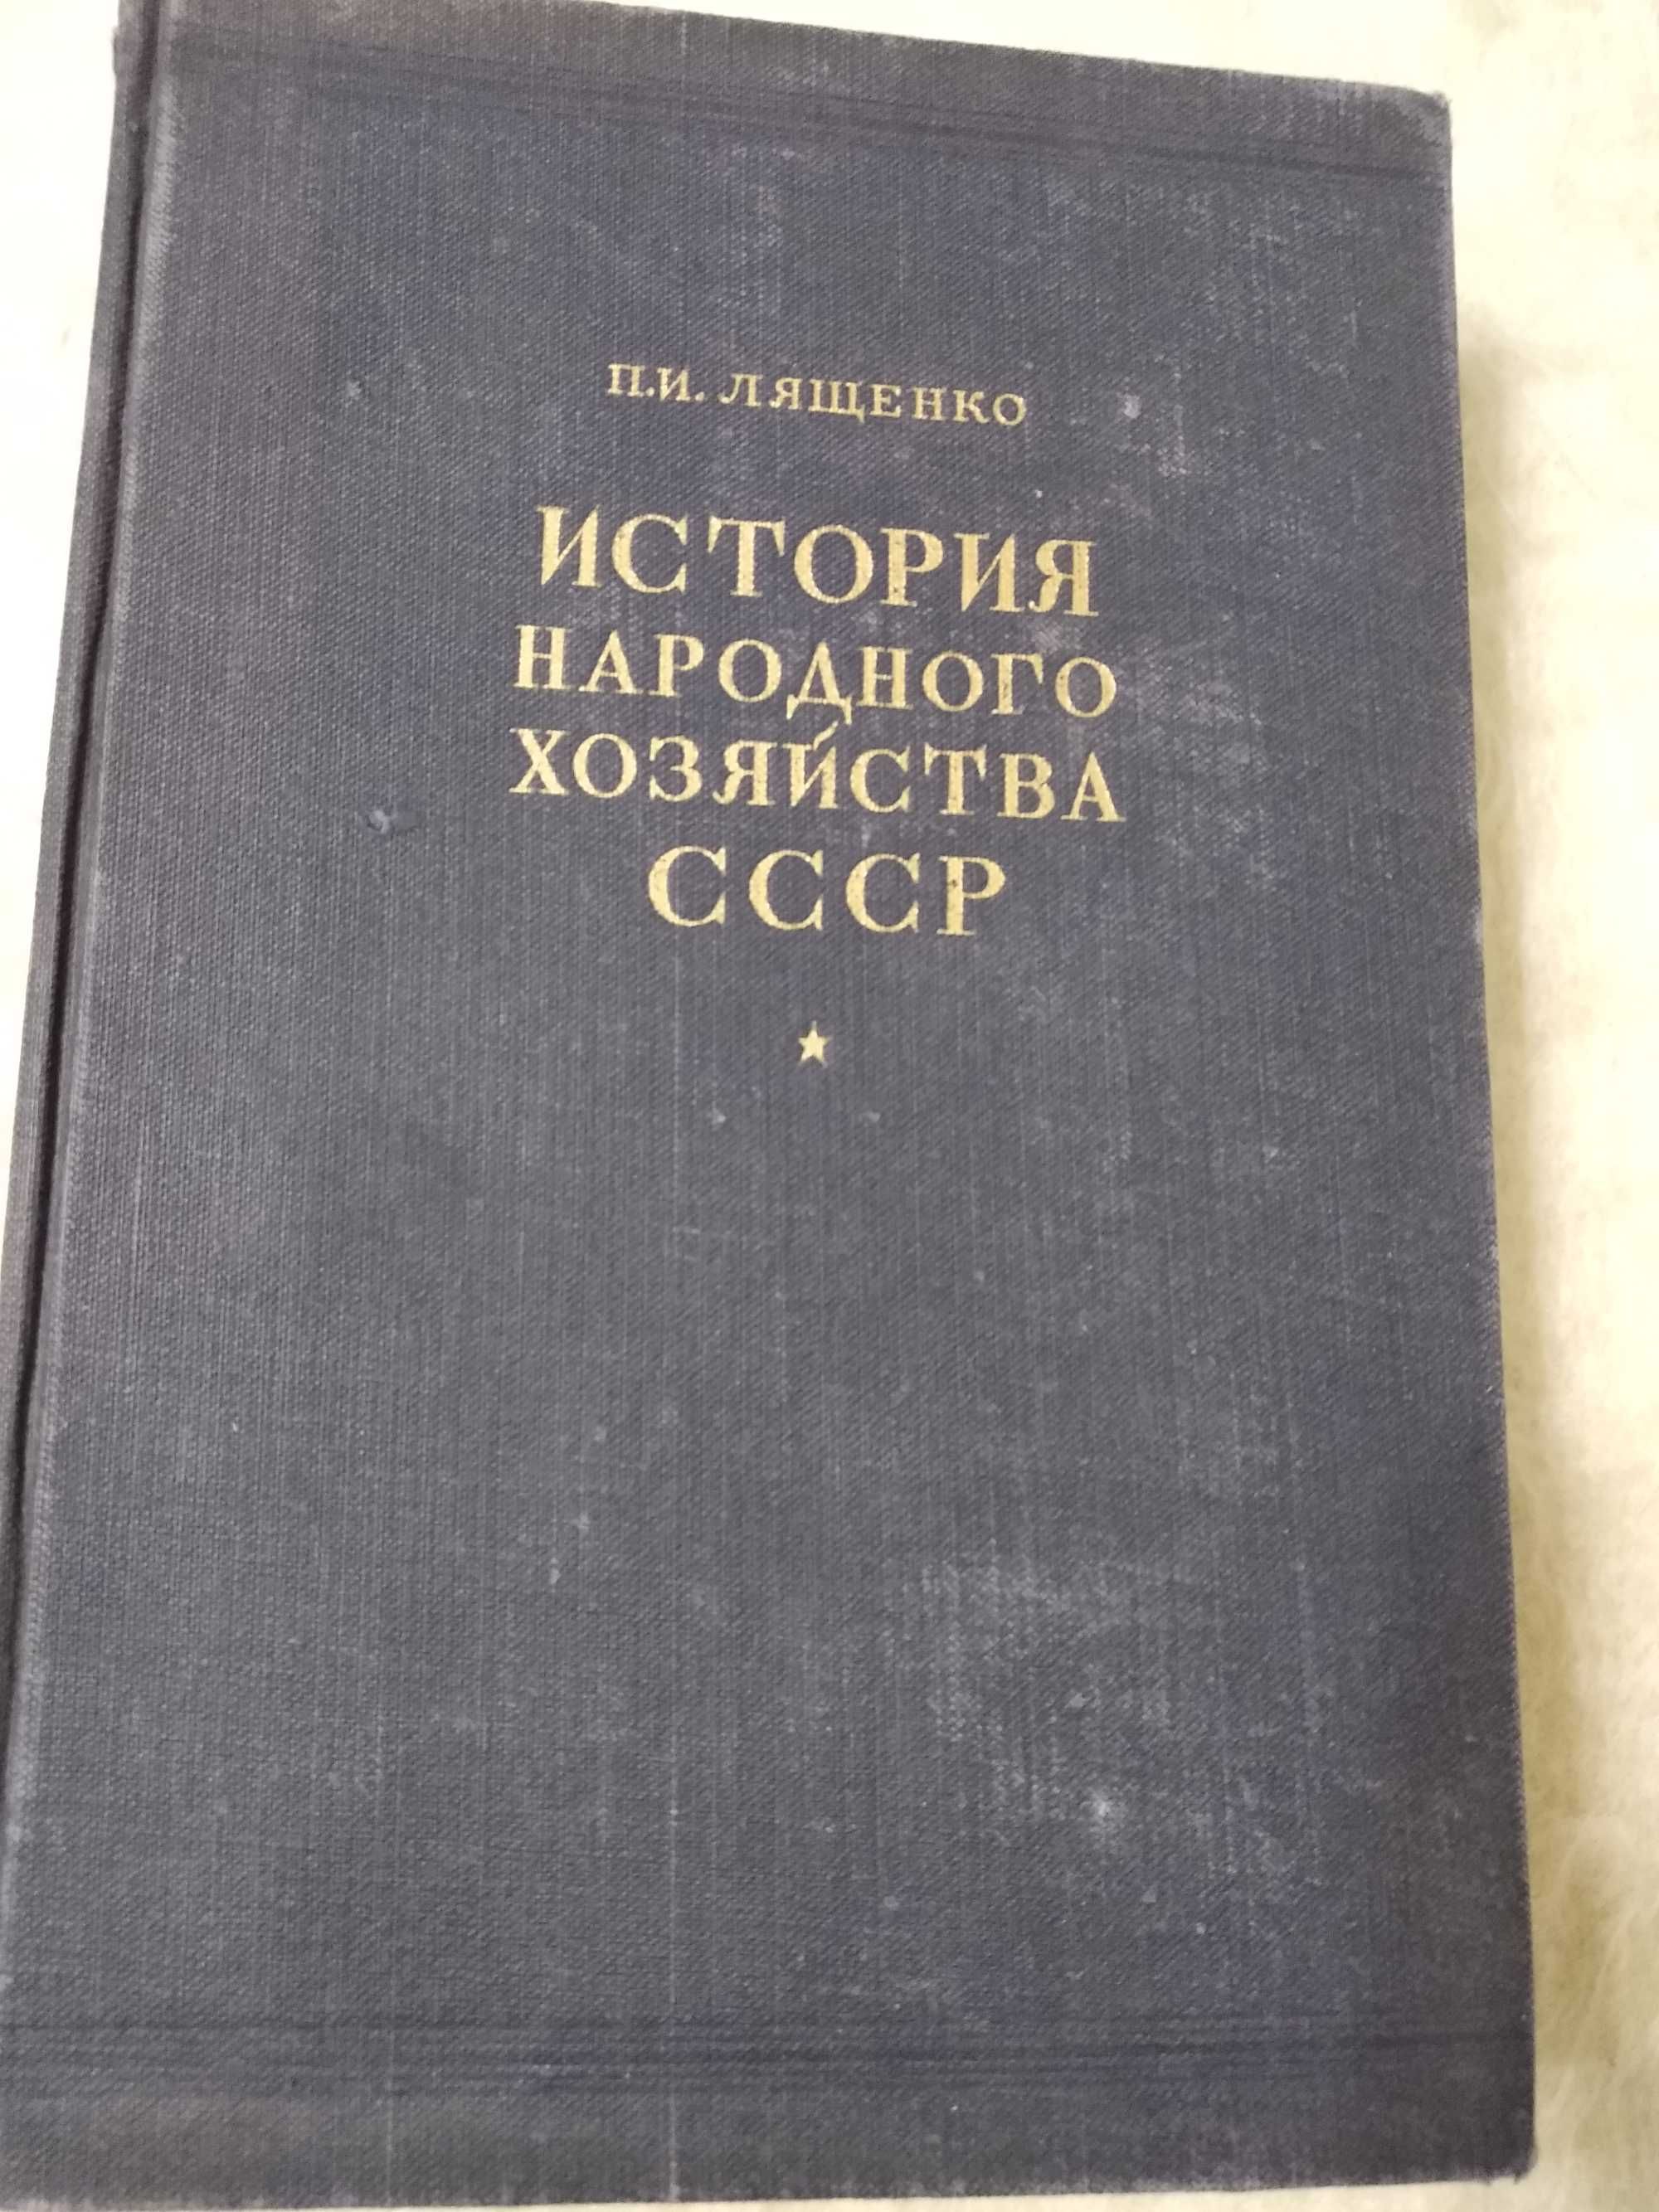 П.И. ЛЯЩЕНКО
ИСТОРИЯ
НАРОДНОГО
ХОЗЯЙСТВА
СССР